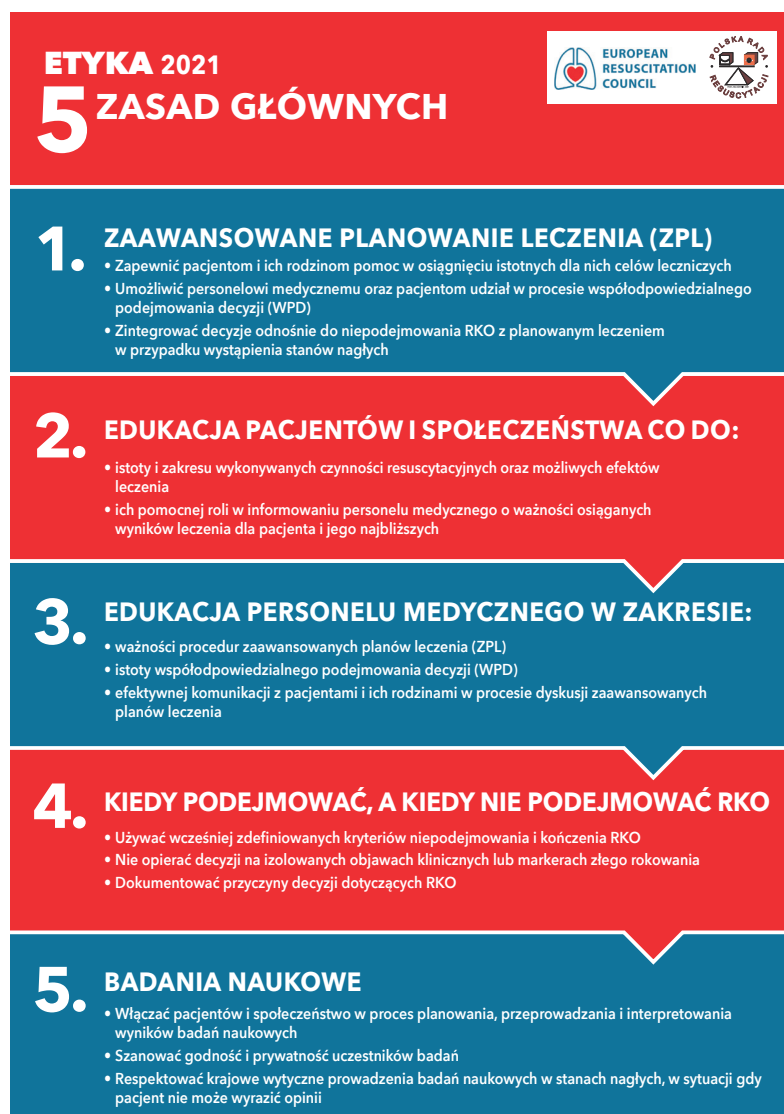 ETYKA 2021
5 ZASAD GŁÓWNYCH
EUROPEAN
RESUSCITATION
COUNCIL
POLSKA RADA
RESUSCYTACJI
1. ZAAWANSOWANE PLANOWANIE LECZENIA (ZPL)
• Zapewnić pacjentom i ich rodzinom pomoc w osiągnięciu istotnych dla nich celów leczniczych
• Umożliwić personelowi medycznemu oraz pacjentom udział w procesie współodpowiedzialnego
podejmowania decyzji (WPD)
• Zintegrować decyzje odnośnie do niepodejmowania RKO z planowanym leczeniem
w przypadku wystąpienia stanów nagłych
2. EDUKACJA PACJENTÓW I SPOŁECZEŃSTWA CO DO:
• istoty i zakresu wykonywanych czynności resuscytacyjnych oraz możliwych efektów
leczenia
• ich pomocnej roli w informowaniu personelu medycznego o ważności osiąganych
wyników leczenia dla pacjenta i jego najbliższych
3. EDUKACJA PERSONELU MEDYCZNEGO W ZAKRESIE:
• ważności procedur zaawansowanych planów leczenia (ZPL)
• istoty współodpowiedzialnego podejmowania decyzji (WPD)
• efektywnej komunikacji z pacjentami i ich rodzinami w procesie dyskusji zaawansowanych
planów leczenia
4. KIEDY PODEJMOWAĆ, A KIEDY NIE PODEJMOWAĆ RKO
• Używać wcześniej zdefiniowanych kryteriów niepodejmowania i kończenia RKO
• Nie opierać decyzji na izolowanych objawach klinicznych lub markerach złego rokowania
• Dokumentować przyczyny decyzji dotyczących RKO
5. BADANIA NAUKOWE
• Włączać pacjentów i społeczeństwo w proces planowania, przeprowadzania i interpretowania
wyników badań naukowych
• Szanować godność i prywatność uczestników badań
• Respektować krajowe wytyczne prowadzenia badań naukowych w stanach nagłych, w sytuacji gdy
pacjent nie może wyrazić opinii